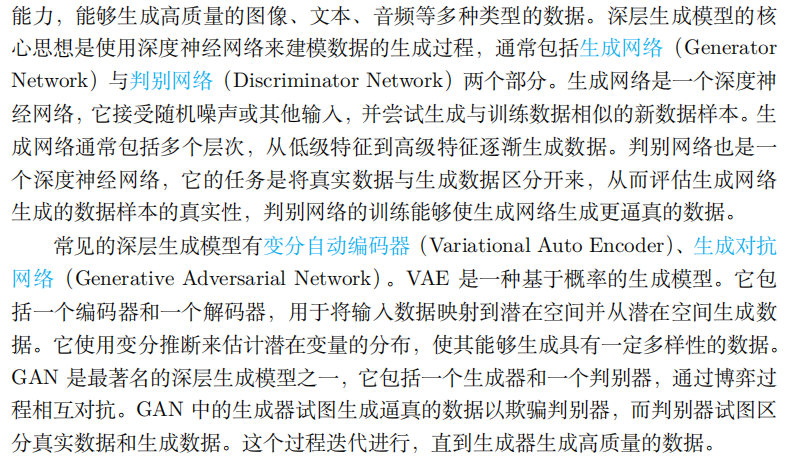 能力，能够生成高质量的图像、文本、音频等多种类型的数据。深层生成模型的核
心思想是使用深度神经网络来建模数据的生成过程，通常包括生成网络（Generator
Network）与判别网络（Discriminator Network）两个部分。生成网络是一个深度神
经网络，它接受随机噪声或其他输入，并尝试生成与训练数据相似的新数据样本。生
成网络通常包括多个层次，从低级特征到高级特征逐渐生成数据。判别网络也是一
个深度神经网络，它的任务是将真实数据与生成数据区分开来，从而评估生成网络
生成的数据样本的真实性，判别网络的训练能够使生成网络生成更逼真的数据。
常见的深层生成模型有变分自动编码器（Variational Auto Encoder）、生成对抗
网络（Generative Adversarial Network）。VAE 是一种基于概率的生成模型。它包
括一个编码器和一个解码器，用于将输入数据映射到潜在空间并从潜在空间生成数
据。它使用变分推断来估计潜在变量的分布，使其能够生成具有一定多样性的数据。
GAN 是最著名的深层生成模型之一，它包括一个生成器和一个判别器，通过博弈过
程相互对抗。GAN 中的生成器试图生成逼真的数据以欺骗判别器，而判别器试图区
分真实数据和生成数据。这个过程迭代进行，直到生成器生成高质量的数据。